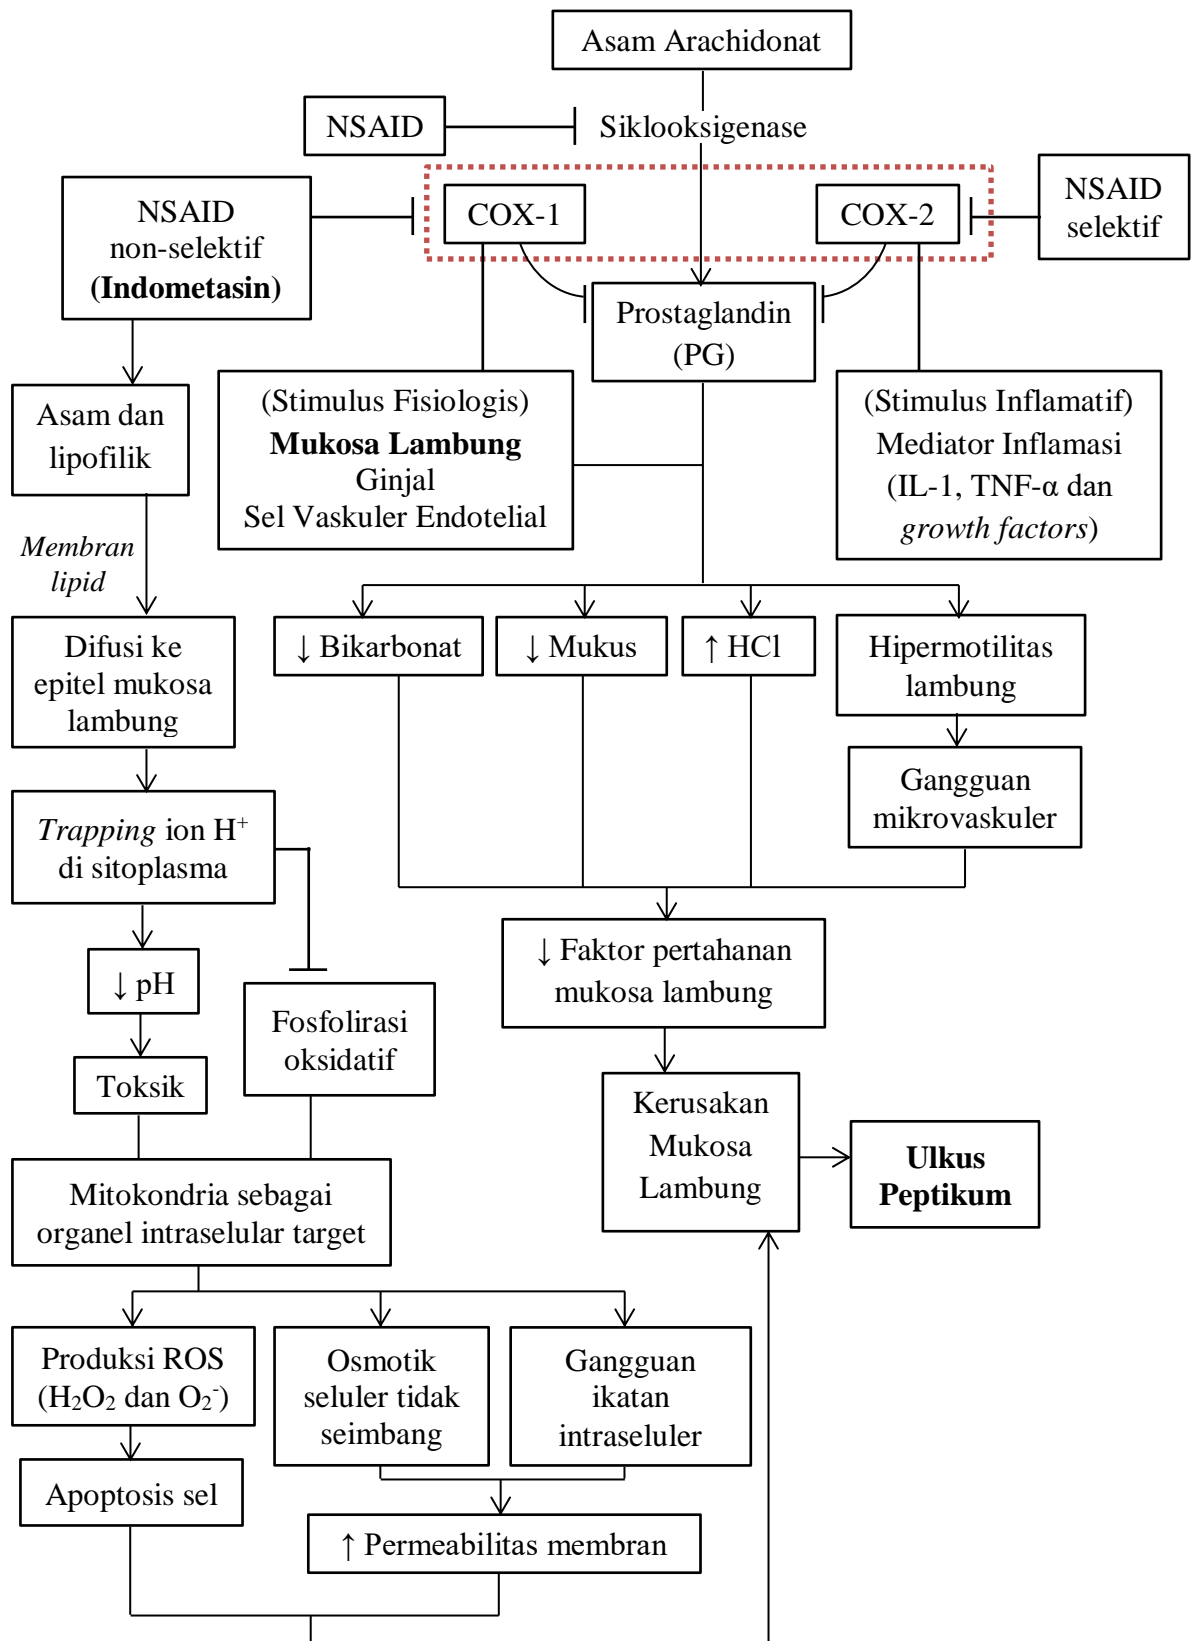 Asam Arachidonat
NSAID
Siklooksigenase
NSAID
non-selektif
(Indometasin)
COX-1
COX-2
NSAID
selektif
Prostaglandin
(PG)
Asam dan
lipofilik
(Stimulus Fisiologis)
Mukosa Lambung
Ginjal
Sel Vaskuler Endotelial
(Stimulus Inflamatif)
Mediator Inflamasi
(IL-1, TNF-α dan
growth factors)
Membran
lipid
Difusi ke
epitel mukosa
lambung
↓ Bikarbonat
↓ Mukus
↑ HCl
Hipermotilitas
lambung
Gangguan
mikrovaskuler
Trapping ion H⁺
di sitoplasma
↓ Faktor pertahanan
mukosa lambung
↓ pH
Fosfolirasi
oksidatif
Toksik
Kerusakan
Mukosa
Lambung
Ulkus
Peptikum
Mitokondria sebagai
organel intraselular target
Produksi ROS
(H₂O₂ dan O₂⁻)
Osmotik
seluler tidak
seimbang
Gangguan
ikatan
intraseluler
Apoptosis sel
↑ Permeabilitas membran